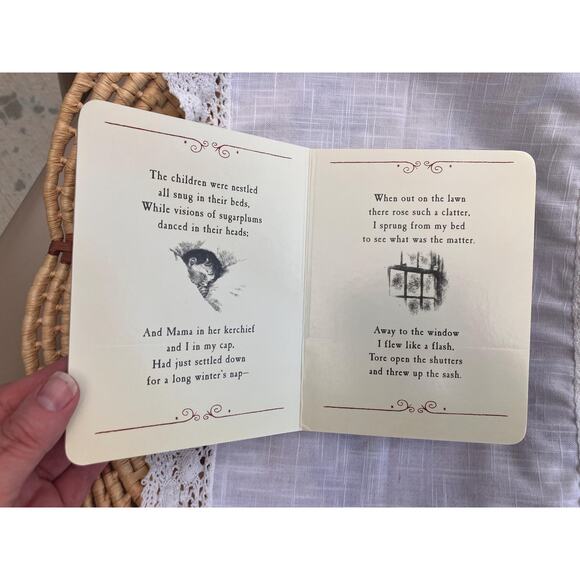 The children were nestled
all snug in their beds,
While visions of sugarplums
danced in their heads;
And Mama in her kerchief
and I in my cap,
Had just settled down
for a long winter's nap—
When out on the lawn
there rose such a clatter,
I sprung from my bed
to see what was the matter.
Away to the window
I flew like a flash,
Tore open the shutters
and threw up the sash.